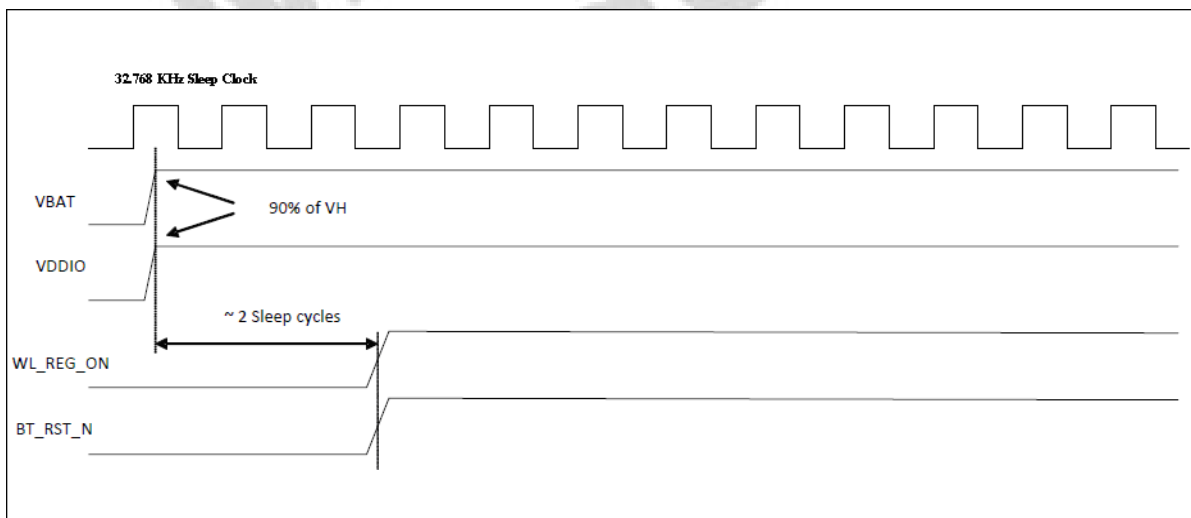 32.768 KHz Sleep Clock
VBAT
90% of VH
VDDIO
~ 2 Sleep cycles
WL_REG_ON
BT_RST_N